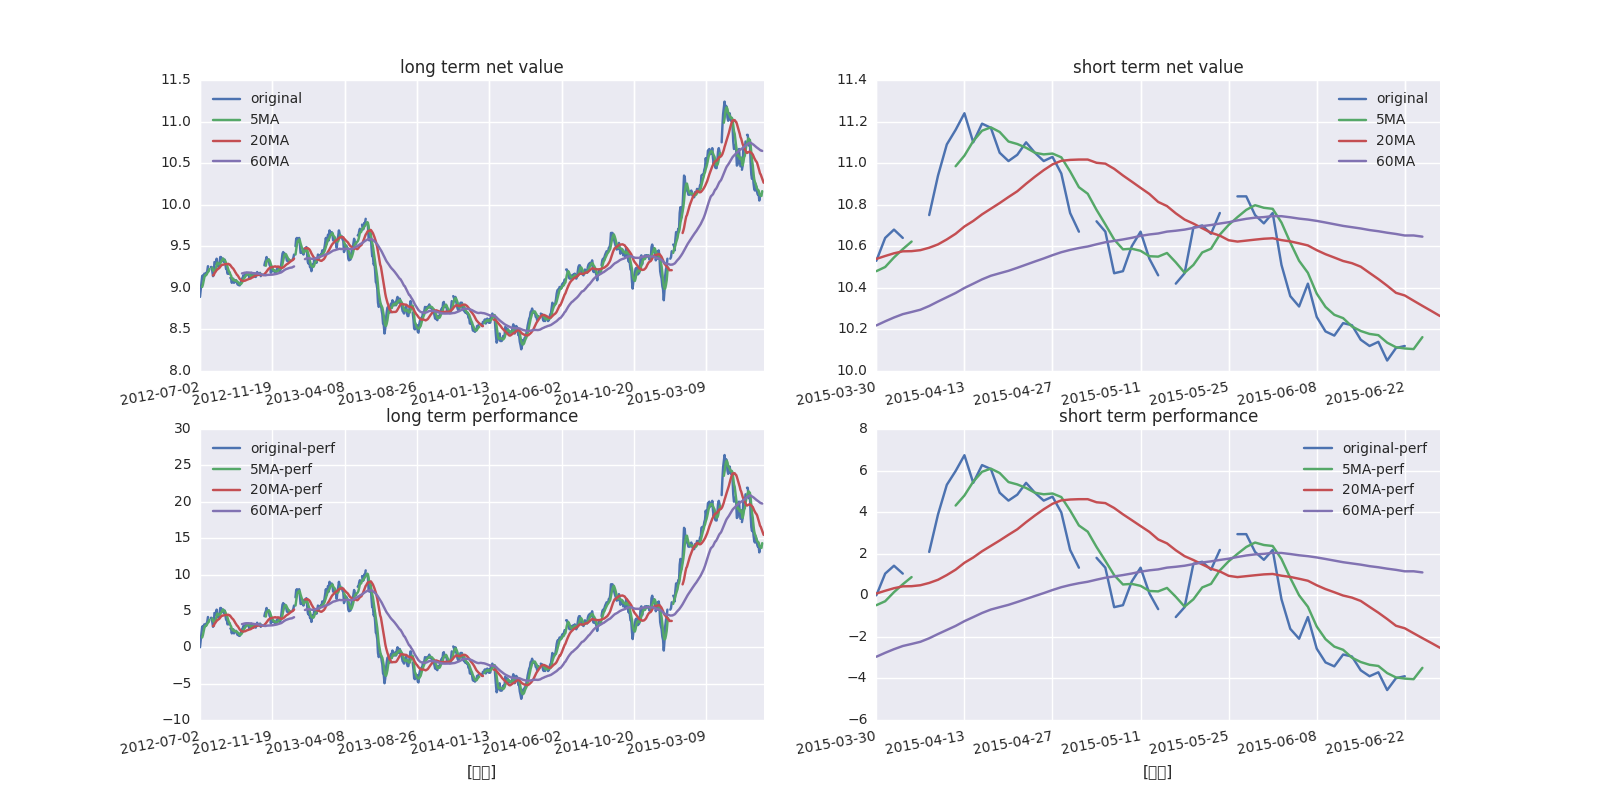 long term net value
11.5
11.0
10.5
10.0
9.5
9.0
8.5
8.0
original
5MA
20MA
60MA
2012-07-02 2012-11-19 2013-04-08 2013-08-26 2014-01-13 2014-06-02 2014-10-20 2015-03-09
short term net value
11.4
11.2
11.0
10.8
10.6
10.4
10.2
10.0
original
5MA
20MA
60MA
2015-03-30 2015-04-13 2015-04-27 2015-05-11 2015-05-25 2015-06-08 2015-06-22
long term performance
30
25
20
15
10
5
0
−5
−10
original-perf
5MA-perf
20MA-perf
60MA-perf
2012-07-02 2012-11-19 2013-04-08 2013-08-26 2014-01-13 2014-06-02 2014-10-20 2015-03-09
short term performance
8
6
4
2
0
−2
−4
−6
original-perf
5MA-perf
20MA-perf
60MA-perf
2015-03-30 2015-04-13 2015-04-27 2015-05-11 2015-05-25 2015-06-08 2015-06-22